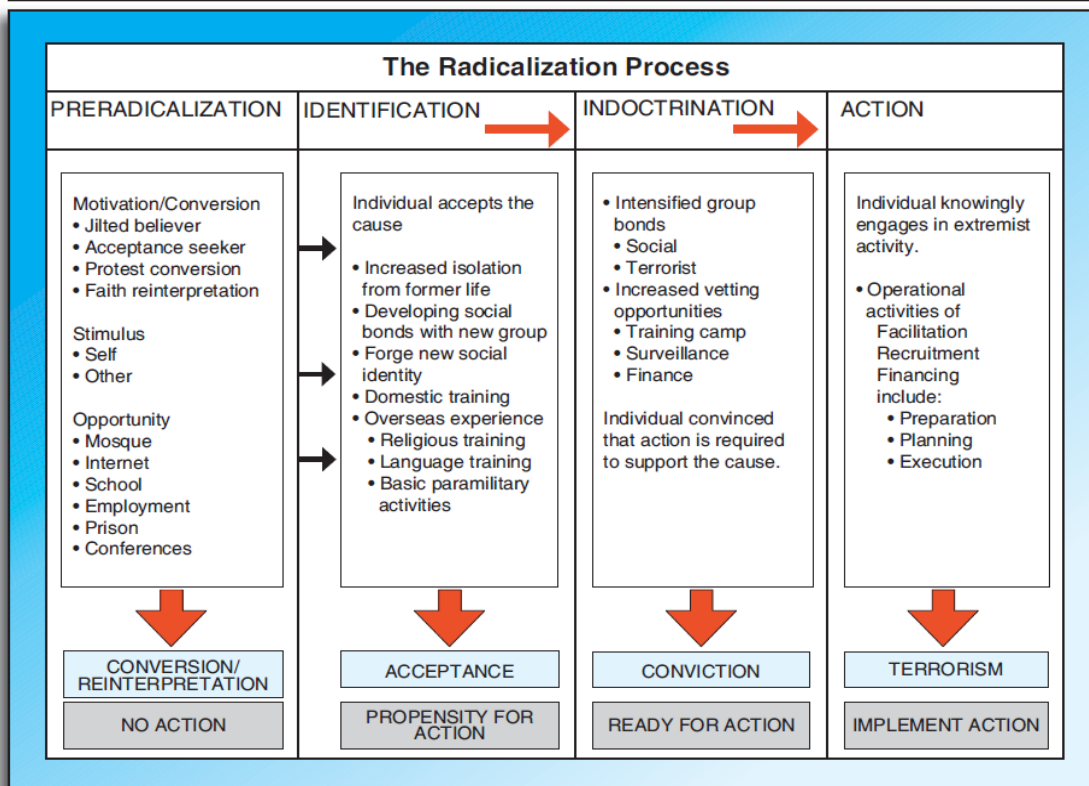 The Radicalization Process
PRERADICALIZATION
IDENTIFICATION
INDOCTRINATION
ACTION
Motivation/Conversion
• Jilted believer
• Acceptance seeker
• Protest conversion
• Faith reinterpretation
Stimulus
• Self
• Other
Opportunity
• Mosque
• Internet
• School
• Employment
• Prison
• Conferences
CONVERSION/
REINTERPRETATION
NO ACTION
Individual accepts the
cause
• Increased isolation
from former life
• Developing social
bonds with new group
• Forge new social
identity
• Domestic training
• Overseas experience
• Religious training
• Language training
• Basic paramilitary
activities
ACCEPTANCE
PROPENSITY FOR
ACTION
• Intensified group
bonds
• Social
• Terrorist
• Increased vetting
opportunities
• Training camp
• Surveillance
• Finance
Individual convinced
that action is required
to support the cause.
CONVICTION
READY FOR ACTION
Individual knowingly
engages in extremist
activity.
• Operational
activities of
Facilitation
Recruitment
Financing
include:
• Preparation
• Planning
• Execution
TERRORISM
IMPLEMENT ACTION